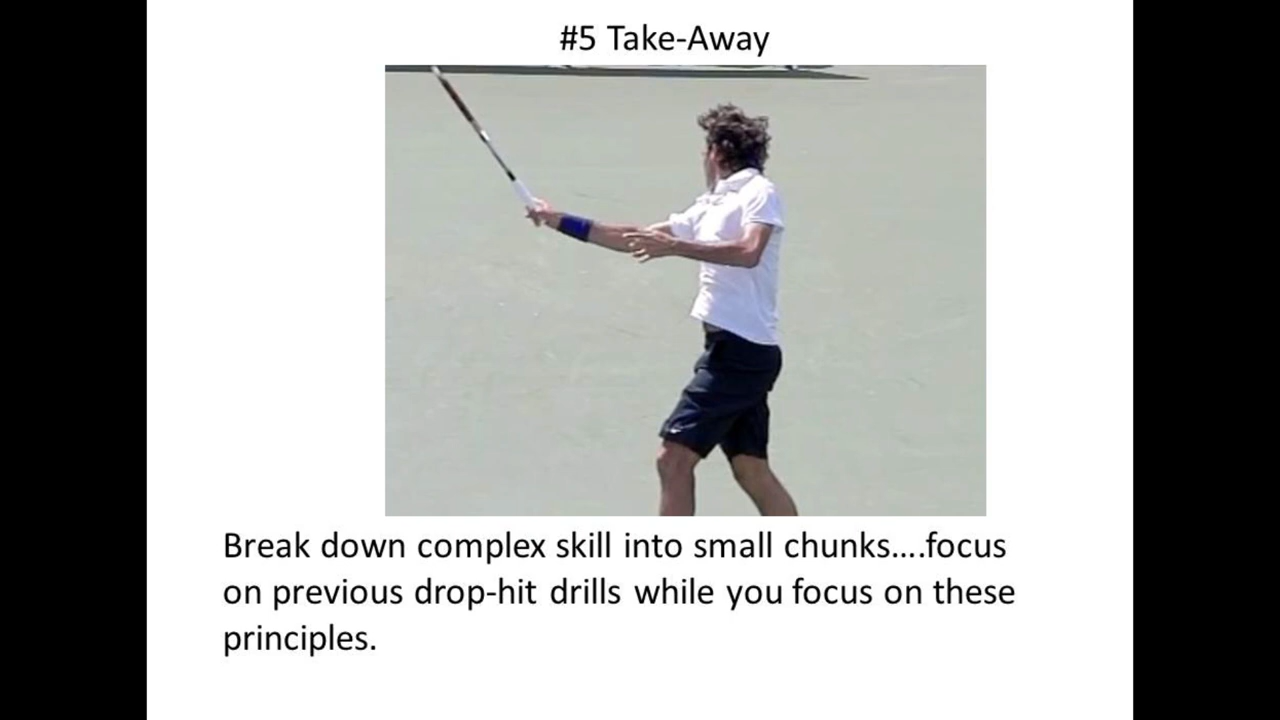 #5 Take-Away
Break down complex skill into small chunks....focus
on previous drop-hit drills while you focus on these
principles.